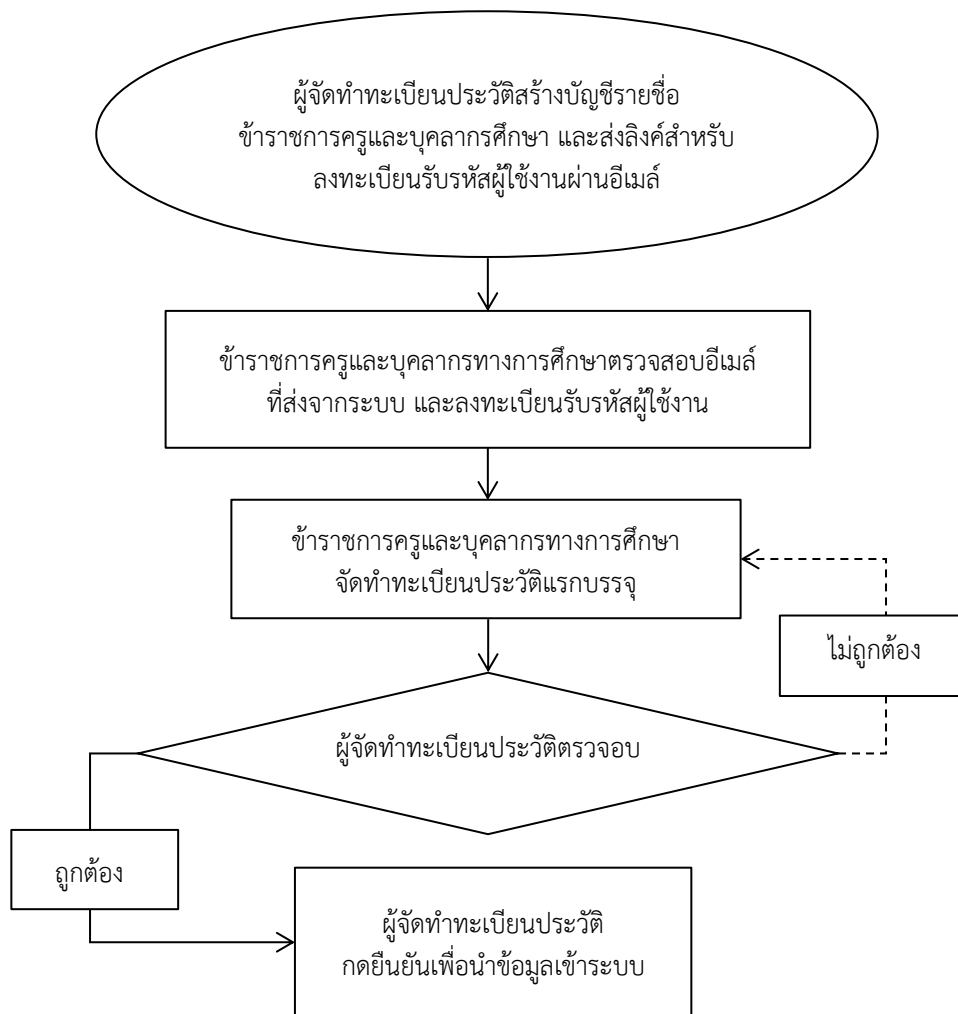 ผู้จัดทำทะเบียนประวัติสร้างบัญชีรายชื่อ
ข้าราชการครูและบุคลากรศึกษา และส่งลิงค์สำหรับ
ลงทะเบียนรับรหัสผู้ใช้งานผ่านอีเมล์
ข้าราชการครูและบุคลากรทางการศึกษาตรวจสอบอีเมล์
ที่ส่งจากระบบ และลงทะเบียนรับรหัสผู้ใช้งาน
ข้าราชการครูและบุคลากรทางการศึกษา
จัดทำทะเบียนประวัติแรกบรรจุ
ไม่ถูกต้อง
ผู้จัดทำทะเบียนประวัติตรวจอบ
ถูกต้อง
ผู้จัดทำทะเบียนประวัติ
กดยืนยันเพื่อนำข้อมูลเข้าระบบ